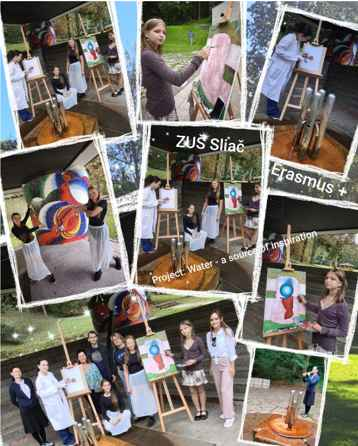 ZUŠ Sliač
Erasmus +
Project: Water - a source of inspiration